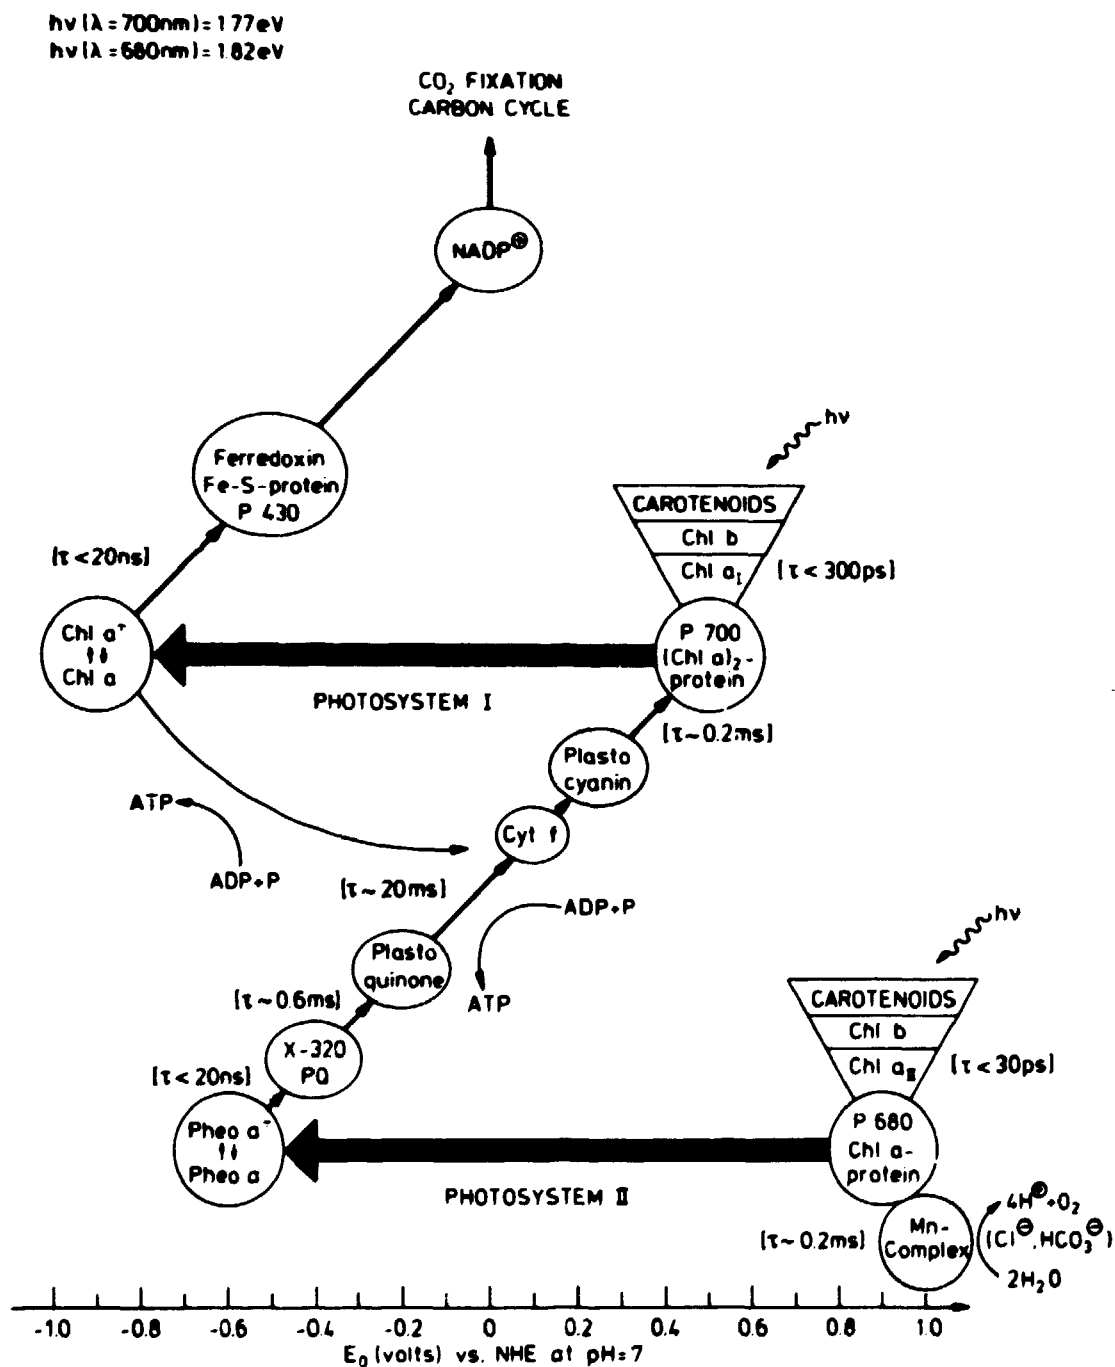 hν(λ=700nm)=1.77eV
hν(λ=680nm)=1.82eV
CO₂ FIXATION
CARBON CYCLE
NADP⊕
Ferredoxin
Fe-S-protein
P 430
[τ<20ns]
hν
CAROTENOIDS
Chl b
Chl a_I
[τ<300ps]
Chl a⁻
Chl a
P 700
(Chl a)₂-
protein
PHOTOSYSTEM I
[τ~0.2ms]
Plasto
cyanin
ATP
ADP+P
Cyt f
[τ~20ms]
ADP+P
ATP
hν
Plasto
quinone
[τ~0.6ms]
X-320
PQ
CAROTENOIDS
Chl b
Chl a_II
[τ<30ps]
[τ<20ns]
Pheo a⁻
Pheo a
P 680
Chl a-
protein
PHOTOSYSTEM II
[τ~0.2ms]
Mn-
Complex
4H⊕+O₂
(Cl⊖,HCO₃⊖)
2H₂O
-1.0 -0.8 -0.6 -0.4 -0.2 0 0.2 0.4 0.6 0.8 1.0
E₀(volts) vs. NHE at pH=7